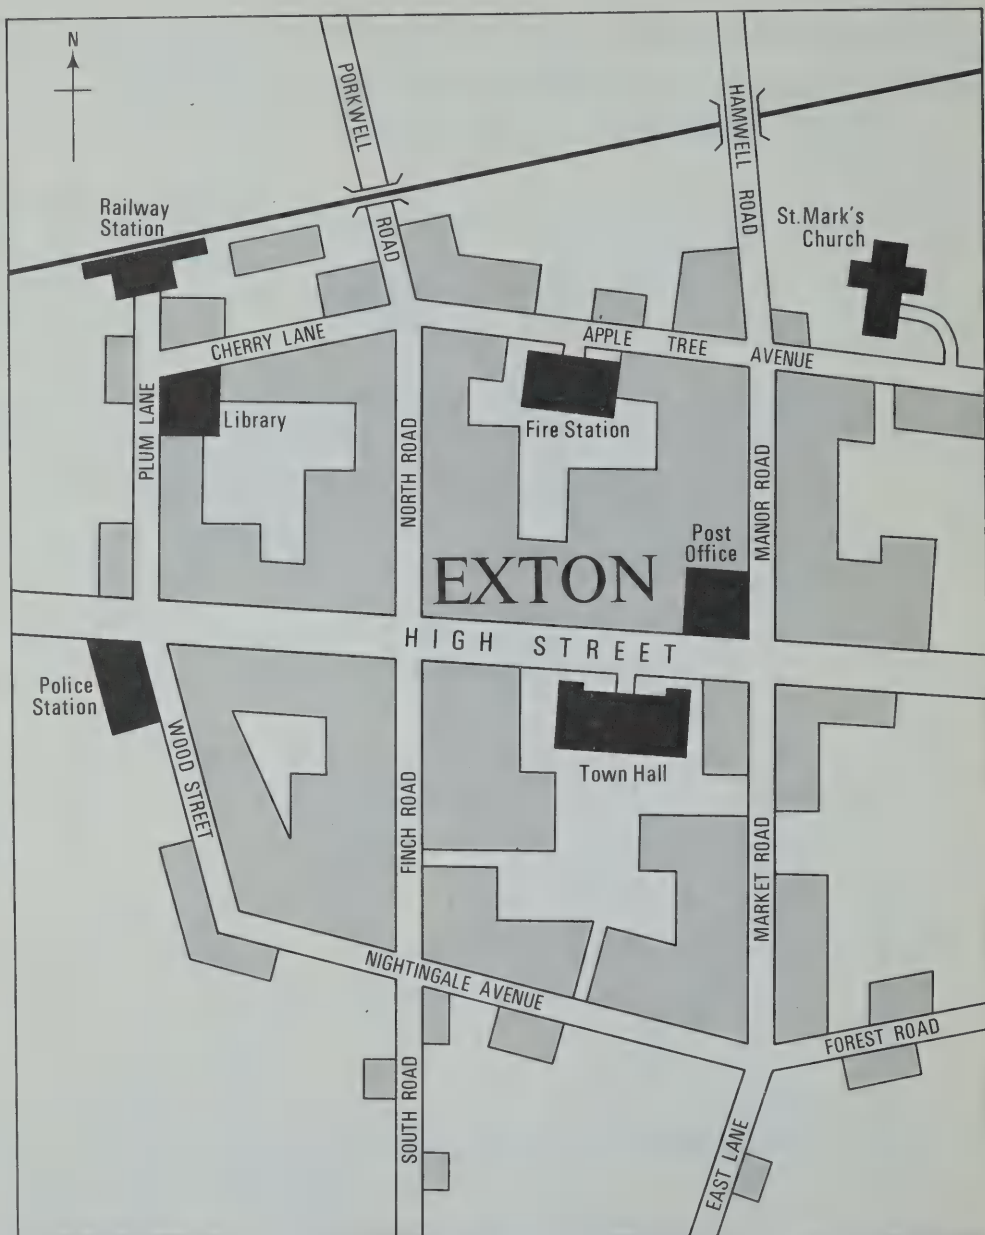 N
PORKWELL
ROAD
HAMWELL ROAD
Railway
Station
St. Mark's
Church
CHERRY LANE
APPLE TREE AVENUE
PLUM LANE
Library
NORTH ROAD
Fire Station
MANOR ROAD
Post
Office
EXTON
HIGH STREET
Police
Station
WOOD STREET
Town Hall
FINCH ROAD
MARKET ROAD
NIGHTINGALE AVENUE
FOREST ROAD
SOUTH ROAD
EAST LANE